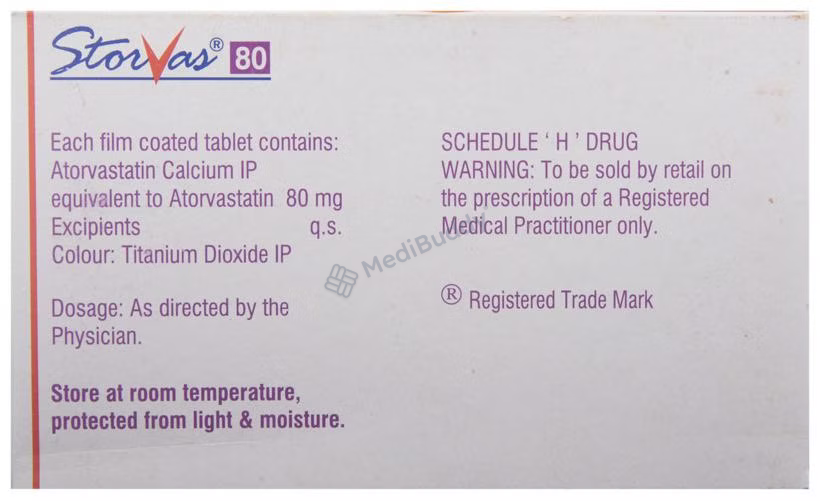 StorVas® 80
Each film coated tablet contains:
Atorvastatin Calcium IP
equivalent to Atorvastatin 80 mg
Excipients q.s.
Colour: Titanium Dioxide IP
Dosage: As directed by the
Physician.
Store at room temperature,
protected from light & moisture.
SCHEDULE ‘ H ’ DRUG
WARNING: To be sold by retail on
the prescription of a Registered
Medical Practitioner only.
® Registered Trade Mark
MediBuddy